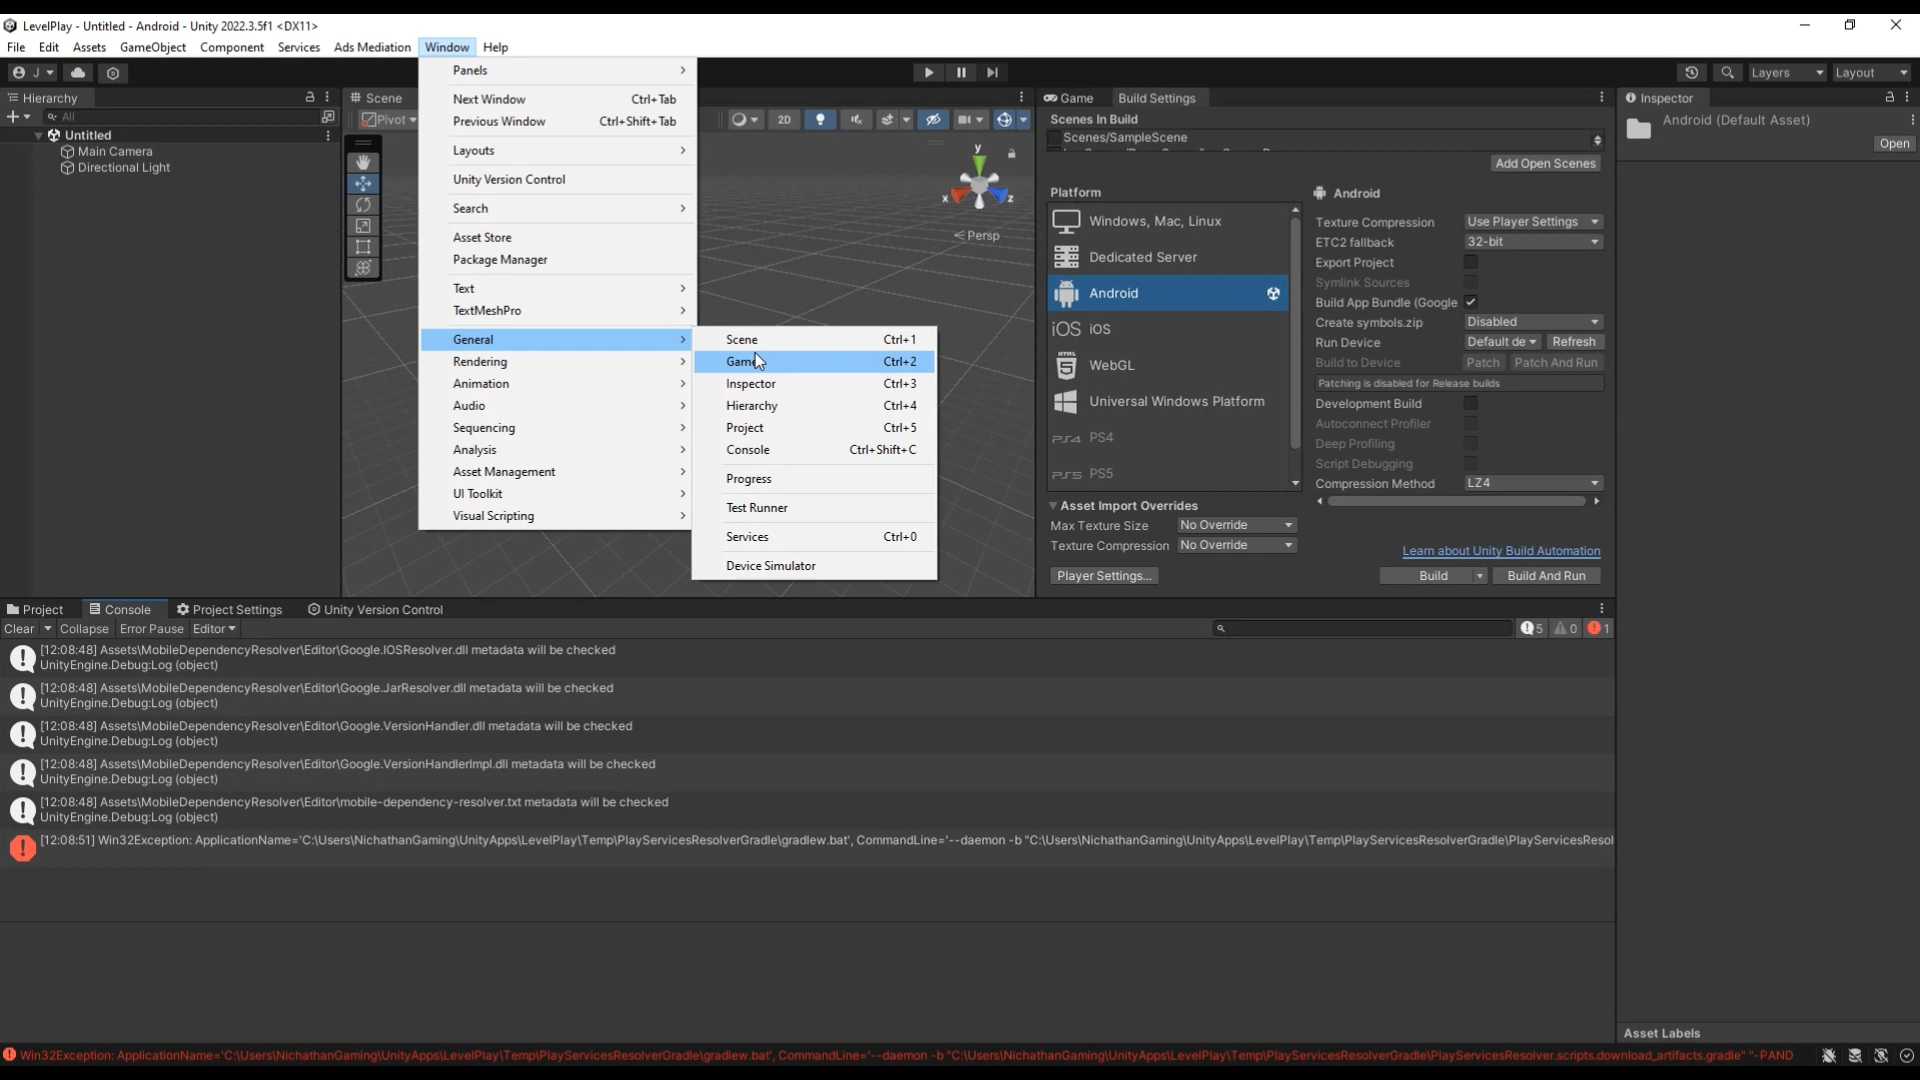 LevelPlay - Untitled - Android - Unity 2022.3.5f1 <DX11>
File Edit Assets GameObject Component Services Ads Mediation Window Help
J Layers Layout
Hierarchy
All
Untitled
Main Camera
Directional Light
Scene
Pivot
2D
y
x z
Persp
Panels
Next Window Ctrl+Tab
Previous Window Ctrl+Shift+Tab
Layouts
Unity Version Control
Search
Asset Store
Package Manager
Text
TextMeshPro
General
Rendering
Animation
Audio
Sequencing
Analysis
Asset Management
UI Toolkit
Visual Scripting
Scene Ctrl+1
Game Ctrl+2
Inspector Ctrl+3
Hierarchy Ctrl+4
Project Ctrl+5
Console Ctrl+Shift+C
Progress
Test Runner
Services Ctrl+0
Device Simulator
Game Build Settings
Scenes In Build
Scenes/SampleScene
Add Open Scenes
Platform
Windows, Mac, Linux
Dedicated Server
Android
iOS iOS
HTML WebGL
Universal Windows Platform
PS4 PS4
PS5 PS5
Android
Texture Compression Use Player Settings
ETC2 fallback 32-bit
Export Project
Symlink Sources
Build App Bundle (Google
Create symbols.zip Disabled
Run Device Default de Refresh
Build to Device Patch Patch And Run
Patching is disabled for Release builds
Development Build
Autoconnect Profiler
Deep Profiling
Script Debugging
Compression Method LZ4
Asset Import Overrides
Max Texture Size No Override
Texture Compression No Override
Learn about Unity Build Automation
Player Settings... Build Build And Run
Inspector
Android (Default Asset)
Open
Project Console Project Settings Unity Version Control
Clear Collapse Error Pause Editor 5 0 1
[12:08:48] Assets\MobileDependencyResolver\Editor\Google.IOSResolver.dll metadata will be checked
UnityEngine.Debug:Log (object)
[12:08:48] Assets\MobileDependencyResolver\Editor\Google.JarResolver.dll metadata will be checked
UnityEngine.Debug:Log (object)
[12:08:48] Assets\MobileDependencyResolver\Editor\Google.VersionHandler.dll metadata will be checked
UnityEngine.Debug:Log (object)
[12:08:48] Assets\MobileDependencyResolver\Editor\Google.VersionHandlerImpl.dll metadata will be checked
UnityEngine.Debug:Log (object)
[12:08:48] Assets\MobileDependencyResolver\Editor\mobile-dependency-resolver.txt metadata will be checked
UnityEngine.Debug:Log (object)
[12:08:51] Win32Exception: ApplicationName='C:\Users\NichathanGaming\UnityApps\LevelPlay\Temp\PlayServicesResolverGradle\gradlew.bat', CommandLine='--daemon -b "C:\Users\NichathanGaming\UnityApps\LevelPlay\Temp\PlayServicesResolverGradle\PlayServicesResol
Asset Labels
Win32Exception: ApplicationName='C:\Users\NichathanGaming\UnityApps\LevelPlay\Temp\PlayServicesResolverGradle\gradlew.bat', CommandLine='--daemon -b "C:\Users\NichathanGaming\UnityApps\LevelPlay\Temp\PlayServicesResolverGradle\PlayServicesResolver.scripts.download_artifacts.gradle" "-PAND